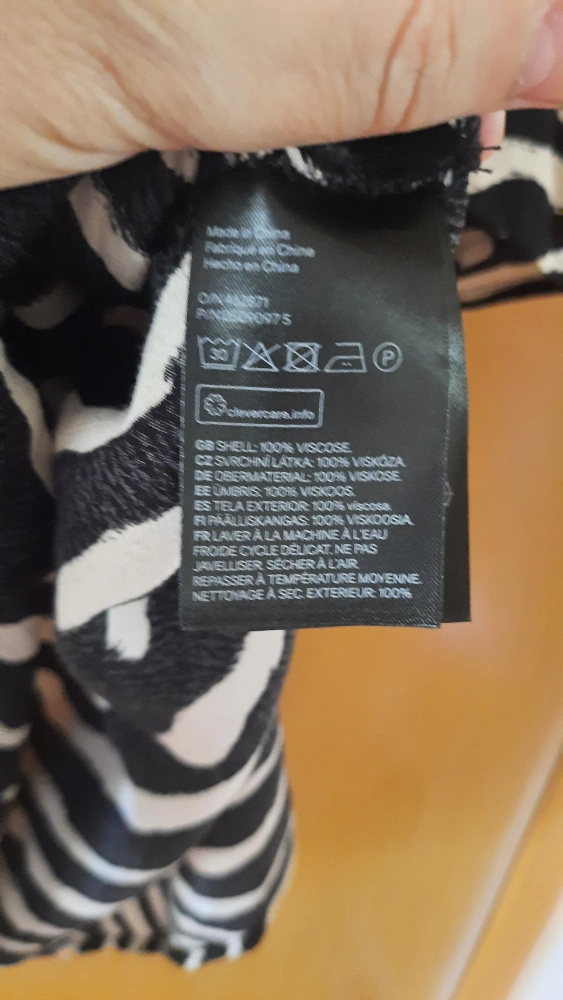 Made in China
Fabriqué en China
Hecho en China
O/N
P/N
30 P
clevercare.info
GB SHELL: 100% VISCOSE.
CZ SVRCHNÍ LÁTKA: 100% VISKÓZA.
DE OBERMATERIAL: 100% VISKOSE.
EE ÜMBRIS: 100% VISKOOS.
ES TELA EXTERIOR: 100% viscosa.
FI PÄÄLLISKANGAS: 100% VISKOOSIA.
FR LAVER À LA MACHINE À L'EAU
FROIDE CYCLE DÉLICAT. NE PAS
JAVELLISER. SÉCHER À L'AIR.
REPASSER À TEMPÉRATURE MOYENNE.
NETTOYAGE À SEC. EXTERIEUR: 100%